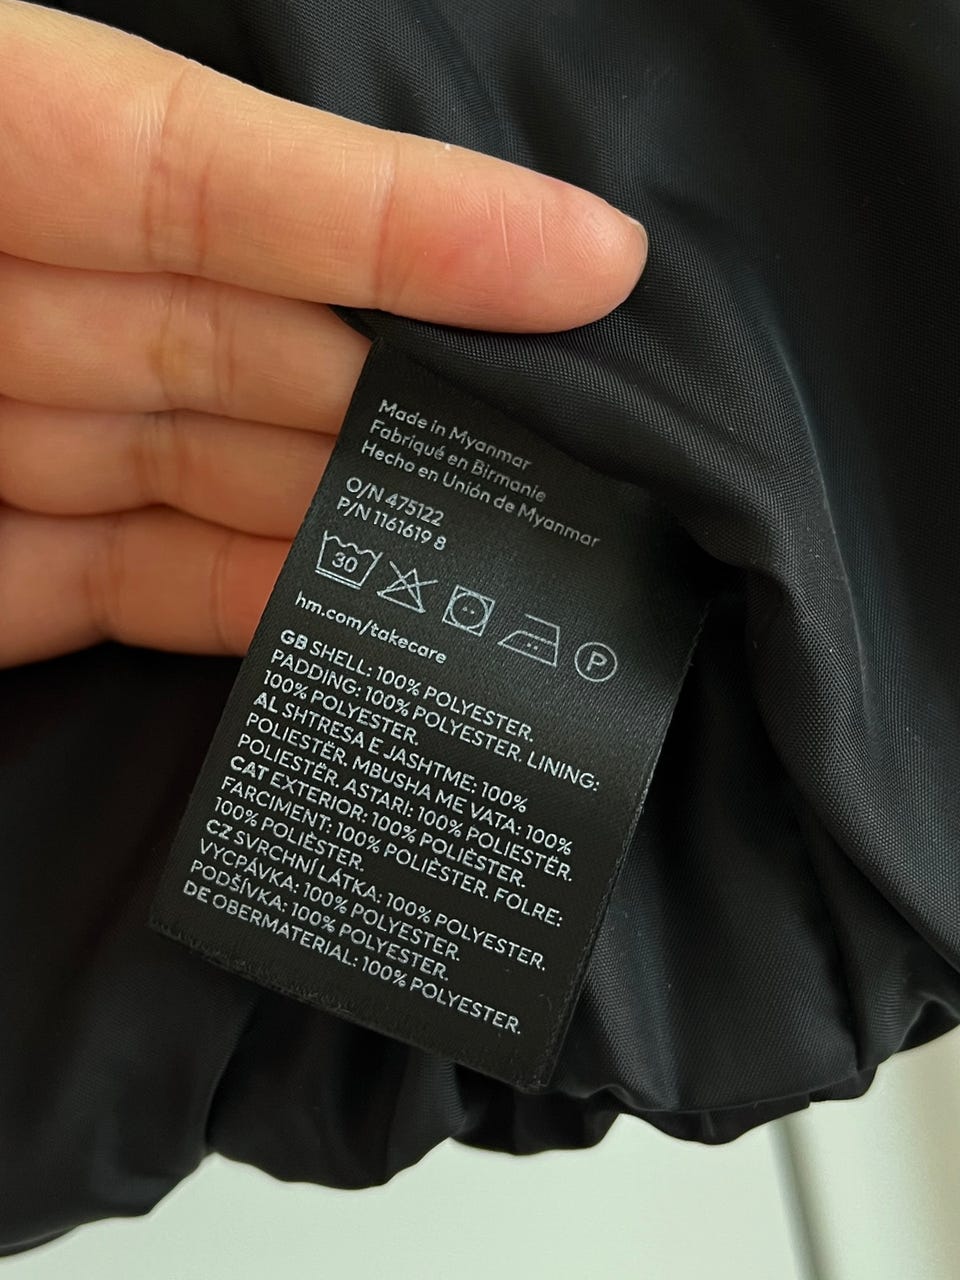 Made in Myanmar
Fabriqué en Birmanie
Hecho en Unión de Myanmar
O/N 475122
P/N 1161619 8
30 P
hm.com/takecare
GB SHELL: 100% POLYESTER.
PADDING: 100% POLYESTER. LINING:
100% POLYESTER.
AL SHTRESA E JASHTME: 100%
POLIESTËR. MBUSHA ME VATA: 100%
POLIESTËR. ASTARI: 100% POLIESTËR.
CAT EXTERIOR: 100% POLIÈSTER.
FARCIMENT: 100% POLIÈSTER. FOLRE:
100% POLIÈSTER.
CZ SVRCHNÍ LÁTKA: 100% POLYESTER.
VYCPÁVKA: 100% POLYESTER.
PODŠÍVKA: 100% POLYESTER.
DE OBERMATERIAL: 100% POLYESTER.